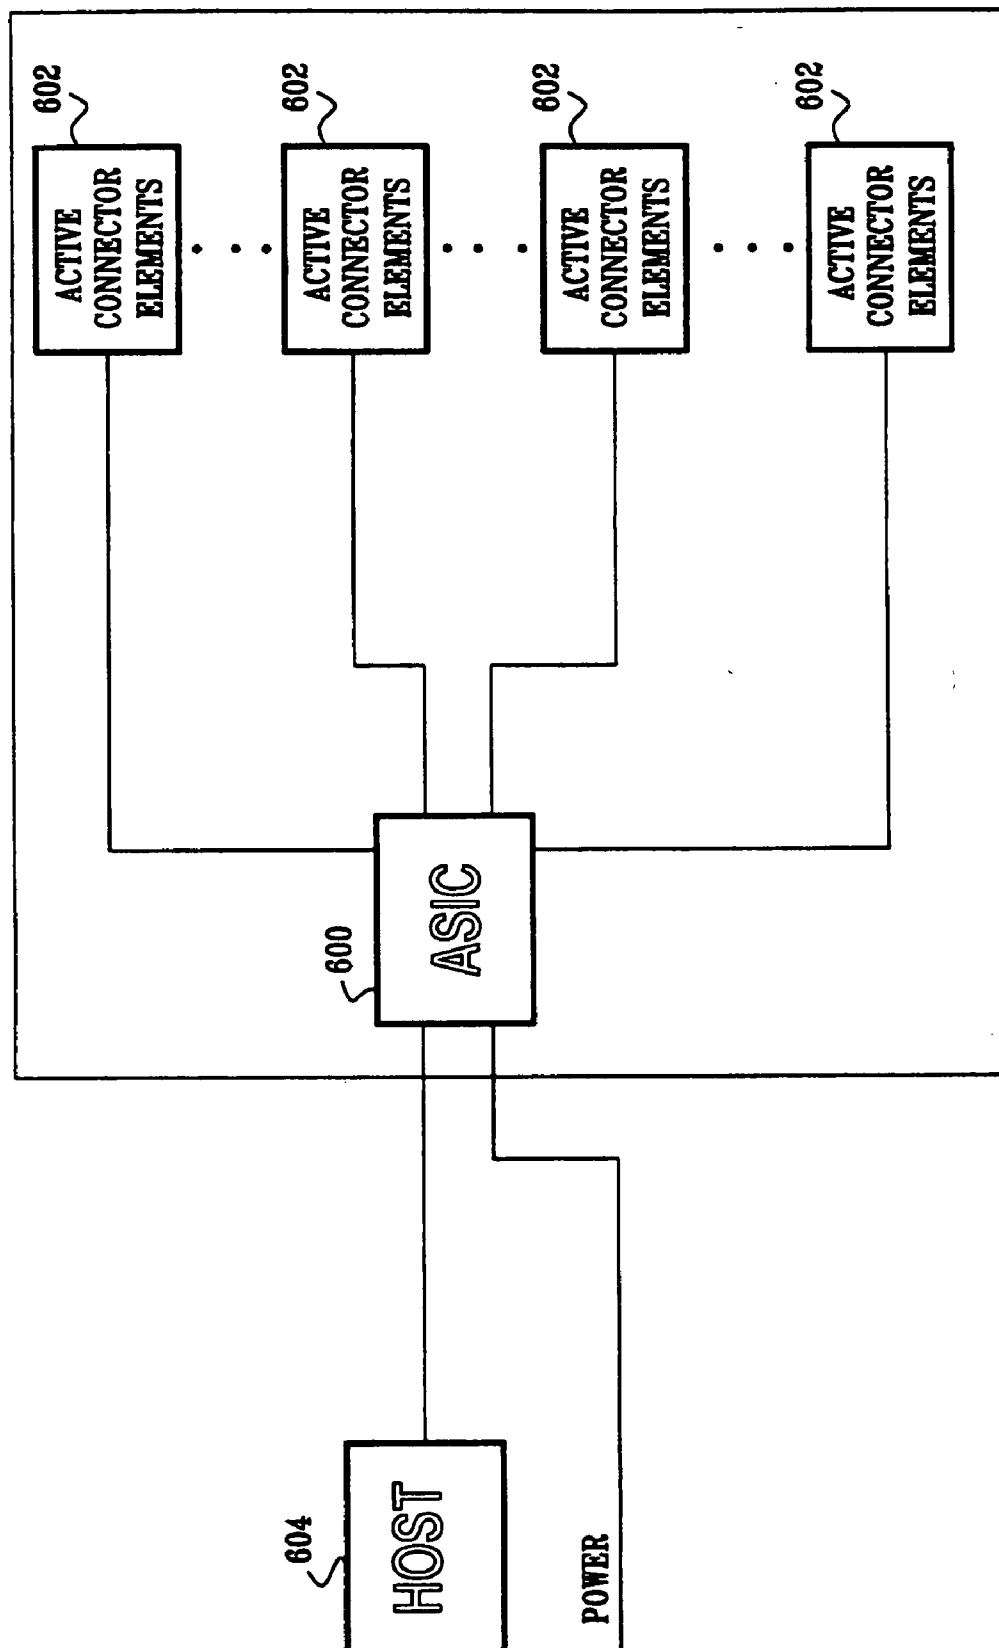 602
ACTIVE
CONNECTOR
ELEMENTS
602
ACTIVE
CONNECTOR
ELEMENTS
602
ACTIVE
CONNECTOR
ELEMENTS
602
ACTIVE
CONNECTOR
ELEMENTS
600
ASIC
604
HOST
POWER